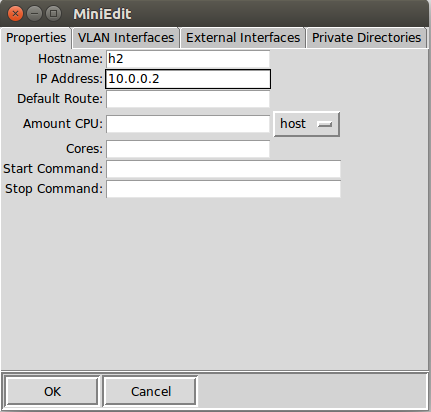 MiniEdit
Properties VLAN Interfaces External Interfaces Private Directories
Hostname: h2
IP Address: 10.0.0.2
Default Route:
Amount CPU: host
Cores:
Start Command:
Stop Command:
OK Cancel